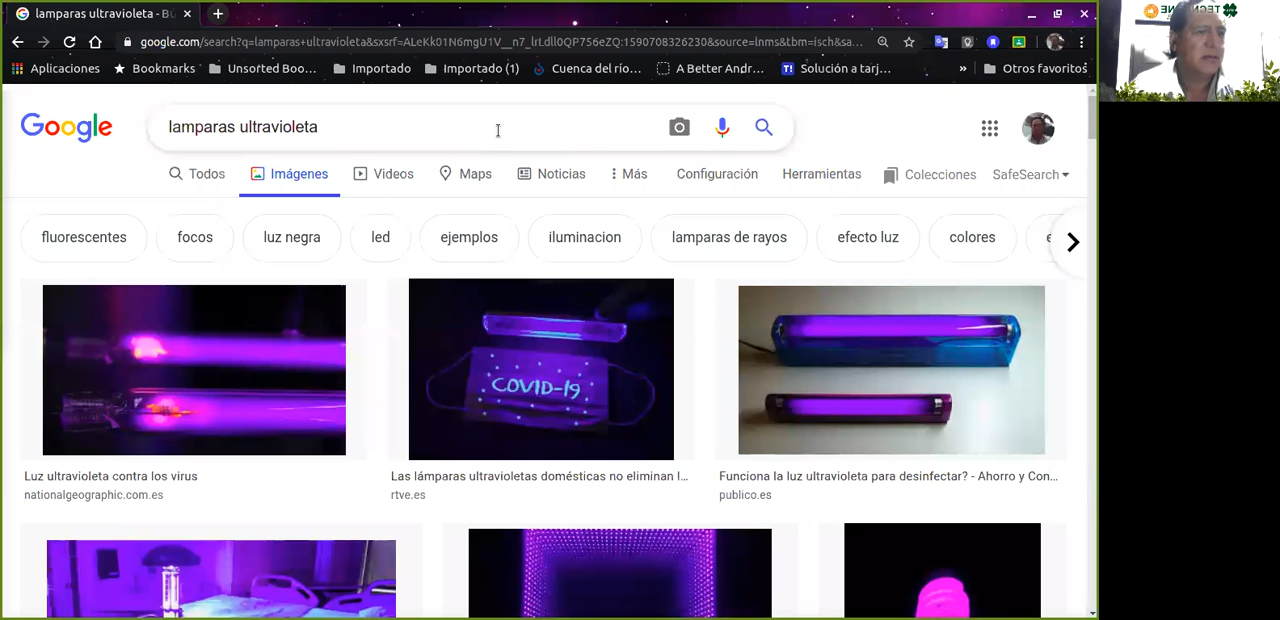 lamparas ultravioleta - Bú
google.com/search?q=lamparas+ultravioleta&sxsrf=ALeKk01N6mgU1V__n7_lrLdll0QP756eZQ:1590708326230&source=lnms&tbm=isch&sa...
Aplicaciones Bookmarks Unsorted Boo... Importado Importado (1) Cuenca del río... A Better Andr... T! Solución a tarj... » Otros favoritos
Google lamparas ultravioleta
Todos Imágenes Videos Maps Noticias Más Configuración Herramientas Colecciones SafeSearch
fluorescentes focos luz negra led ejemplos iluminacion lamparas de rayos efecto luz colores
COVID-19
Luz ultravioleta contra los virus Las lámparas ultravioletas domésticas no eliminan l... Funciona la luz ultravioleta para desinfectar? - Ahorro y Con...
nationalgeographic.com.es rtve.es publico.es